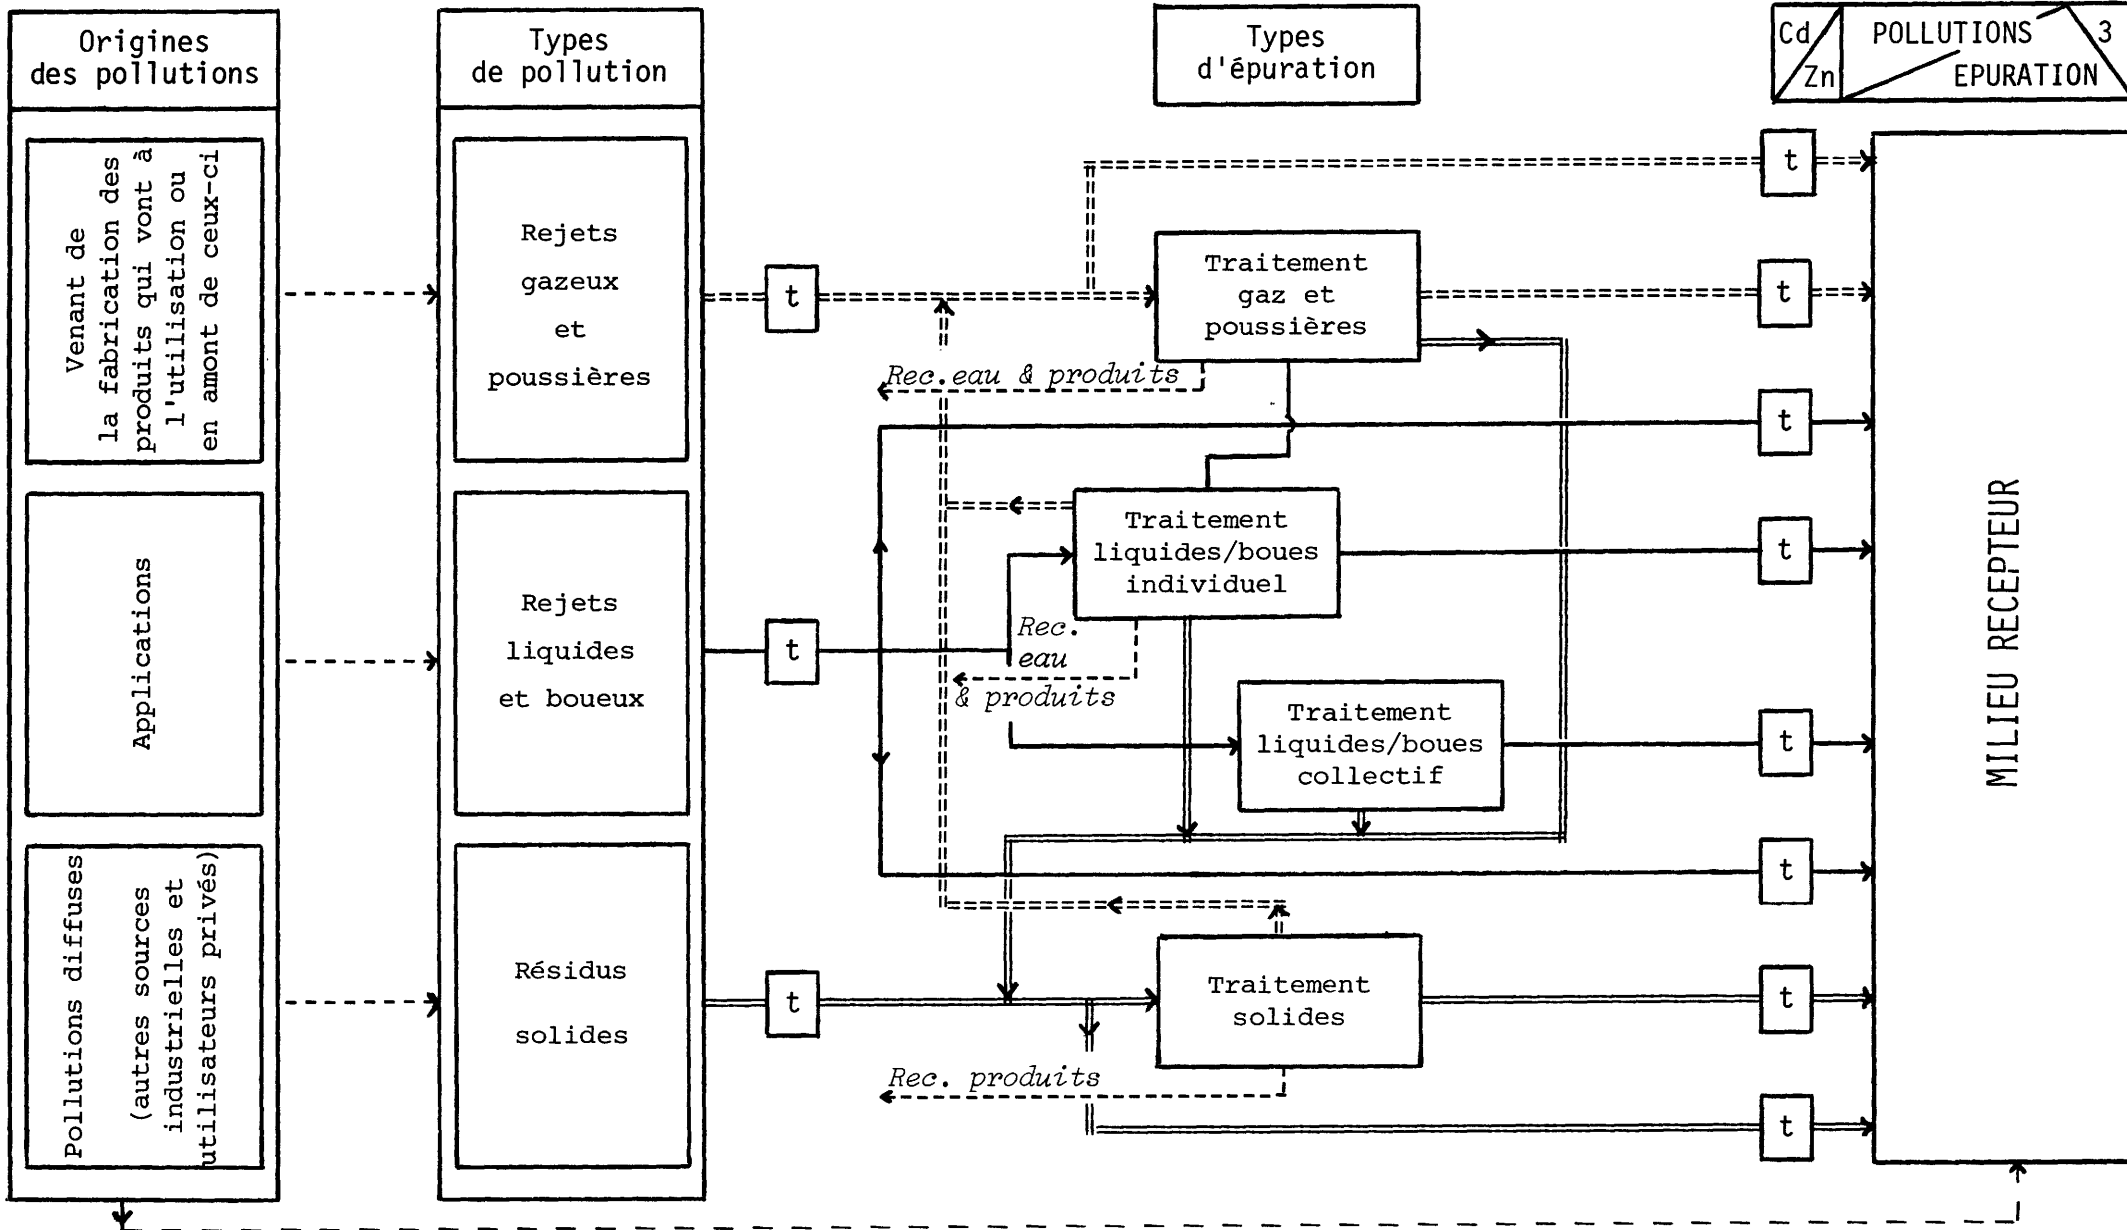 Origines
des pollutions
Types
de pollution
Types
d'épuration
Cd
Zn
POLLUTIONS
EPURATION
3
Venant de
la fabrication des
produits qui vont à
l'utilisation ou
en amont de ceux-ci
Applications
Pollutions diffuses
(autres sources
industrielles et
utilisateurs privés)
Rejets
gazeux
et
poussières
Rejets
liquides
et boueux
Résidus
solides
t
t
t
Traitement
gaz et
poussières
Rec.eau & produits
Traitement
liquides/boues
individuel
Rec.
eau
& produits
Traitement
liquides/boues
collectif
Traitement
solides
Rec. produits
t
t
t
t
t
t
t
t
MILIEU RECEPTEUR